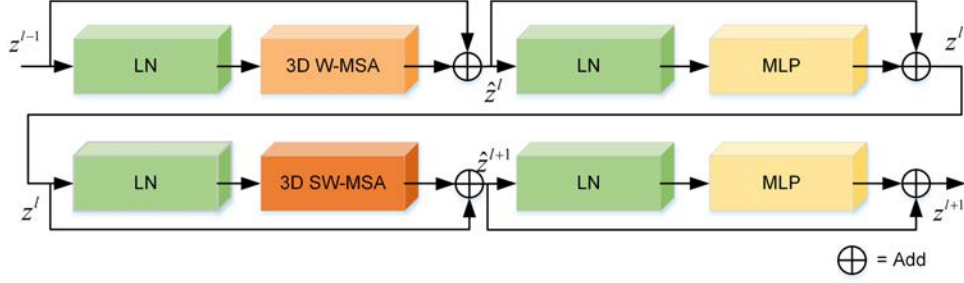 z^{l-1} LN 3D W-MSA ẑ^l LN MLP z^l
z^l LN 3D SW-MSA ẑ^{l+1} LN MLP z^{l+1}
= Add